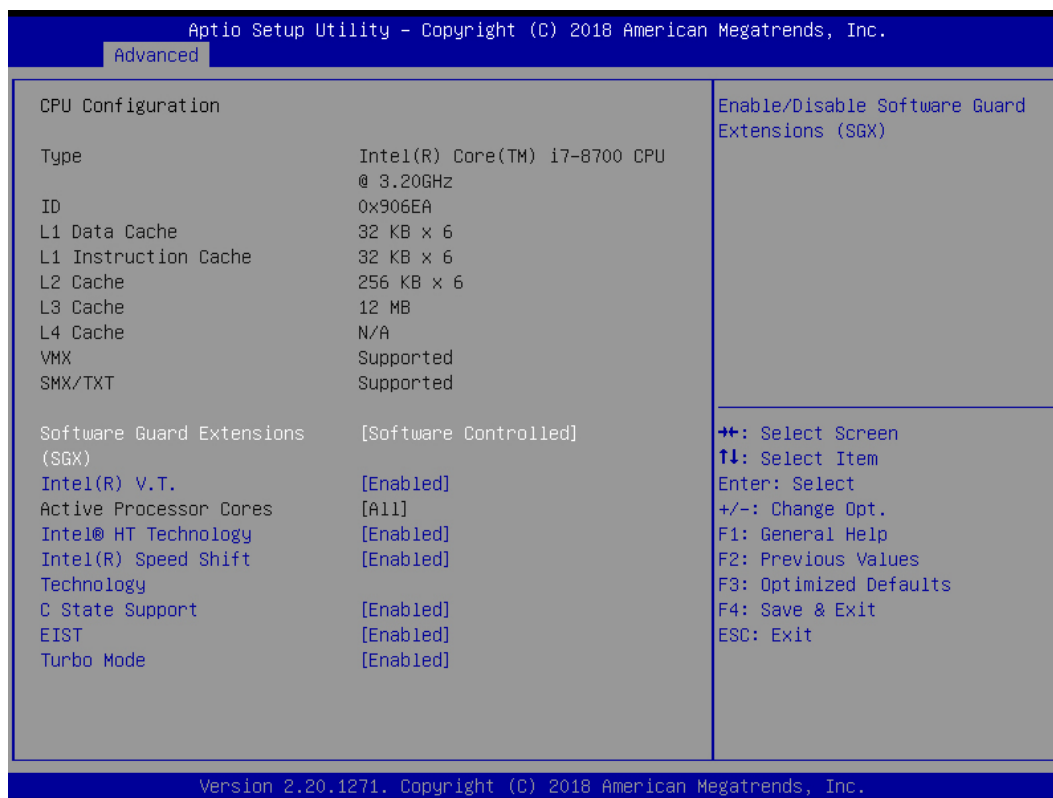 Aptio Setup Utility – Copyright (C) 2018 American Megatrends, Inc.
Advanced
CPU Configuration
Type Intel(R) Core(TM) i7-8700 CPU
@ 3.20GHz
ID 0x906EA
L1 Data Cache 32 KB x 6
L1 Instruction Cache 32 KB x 6
L2 Cache 256 KB x 6
L3 Cache 12 MB
L4 Cache N/A
VMX Supported
SMX/TXT Supported
Software Guard Extensions [Software Controlled]
(SGX)
Intel(R) V.T. [Enabled]
Active Processor Cores [All]
Intel® HT Technology [Enabled]
Intel(R) Speed Shift [Enabled]
Technology
C State Support [Enabled]
EIST [Enabled]
Turbo Mode [Enabled]
Enable/Disable Software Guard
Extensions (SGX)
→←: Select Screen
↑↓: Select Item
Enter: Select
+/-: Change Opt.
F1: General Help
F2: Previous Values
F3: Optimized Defaults
F4: Save & Exit
ESC: Exit
Version 2.20.1271. Copyright (C) 2018 American Megatrends, Inc.